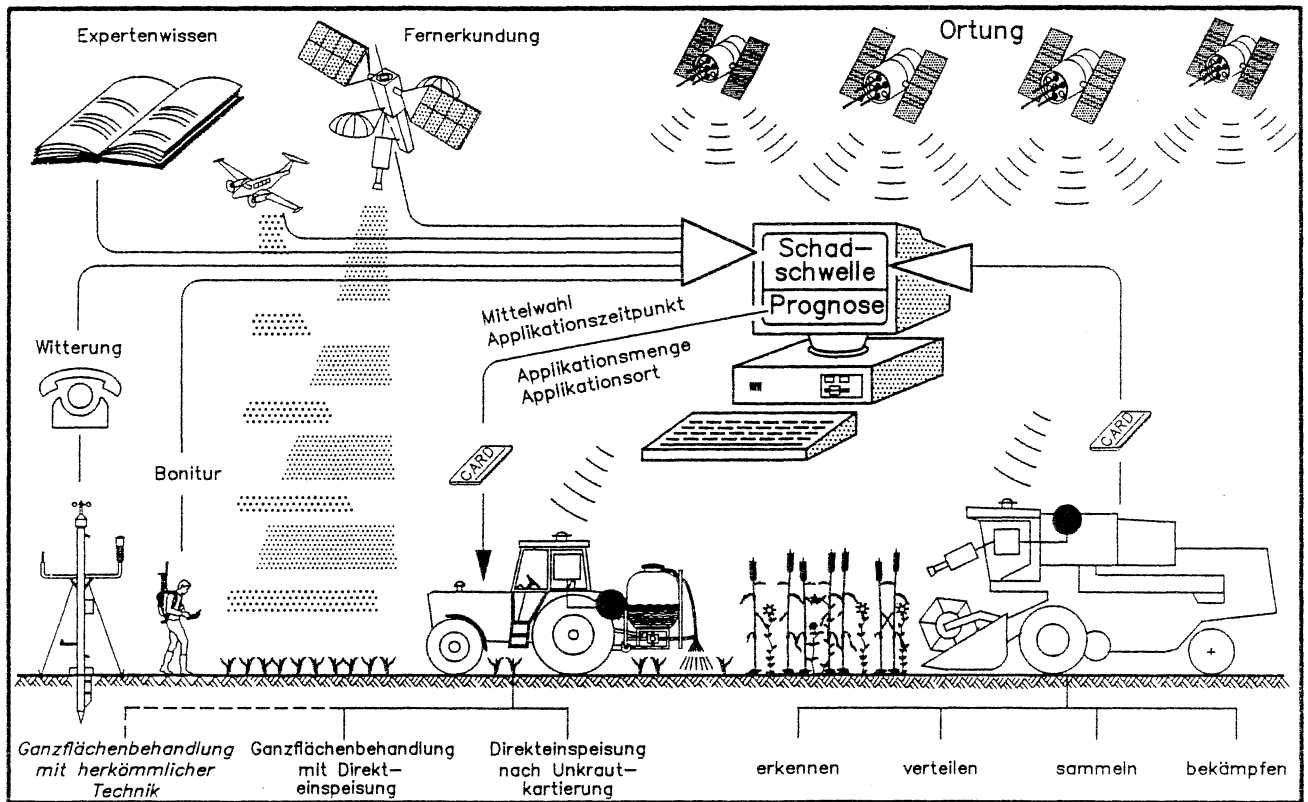 Expertenwissen
Fernerkundung
Ortung
Schad-
schwelle
Prognose
Mittelwahl
Applikationszeitpunkt
Applikationsmenge
Applikationsort
Witterung
Bonitur
CARD
CARD
Ganzflächenbehandlung
mit herkömmlicher
Technik
Ganzflächenbehandlung
mit Direkt-
einspeisung
Direkteinspeisung
nach Unkraut-
kartierung
erkennen
verteilen
sammeln
bekämpfen